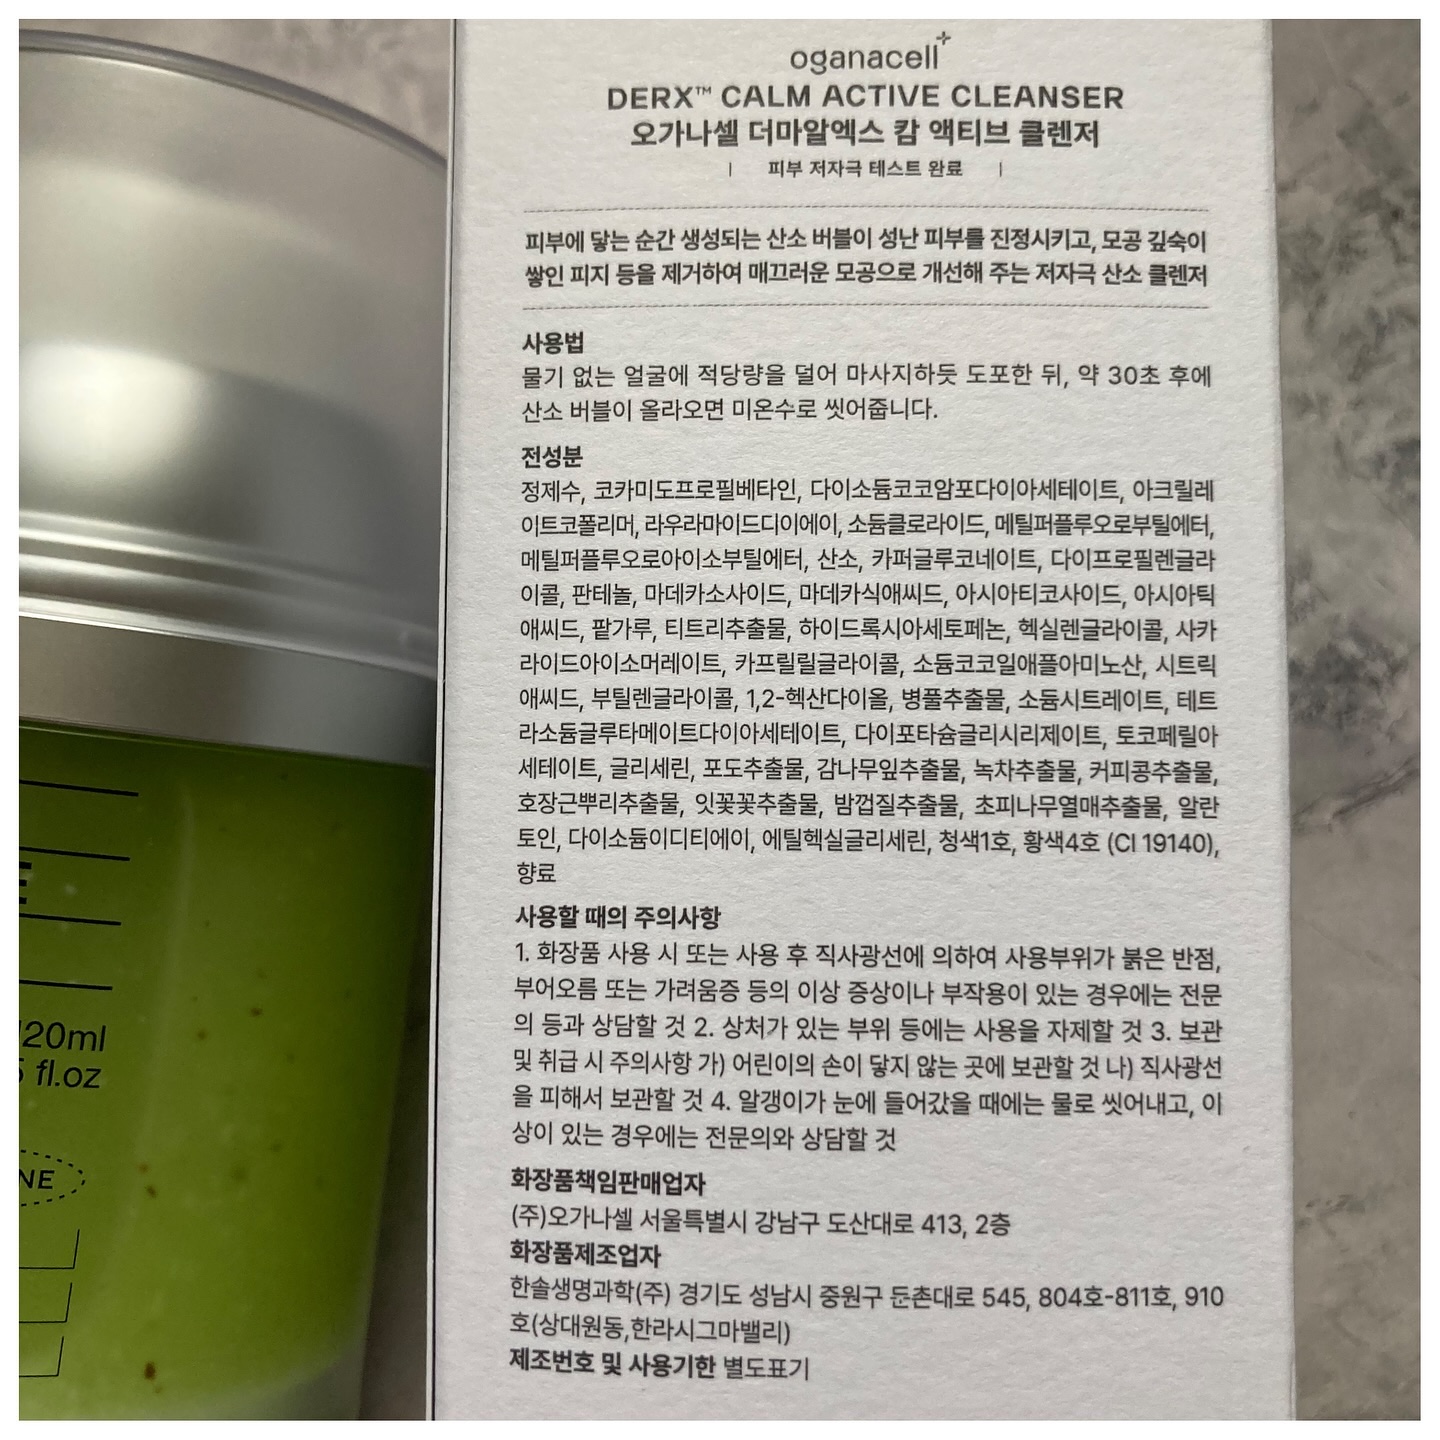 oganacell
DERX™ CALM ACTIVE CLEANSER
오가나셀 더마알엑스 캄 액티브 클렌저
| 피부 저자극 테스트 완료 |
피부에 닿는 순간 생성되는 산소 버블이 성난 피부를 진정시키고, 모공 깊숙이
쌓인 피지 등을 제거하여 매끄러운 모공으로 개선해 주는 저자극 산소 클렌저
사용법
물기 없는 얼굴에 적당량을 덜어 마사지하듯 도포한 뒤, 약 30초 후에
산소 버블이 올라오면 미온수로 씻어줍니다.
전성분
정제수, 코카미도프로필베타인, 다이소듐코코암포다이아세테이트, 아크릴레
이트코폴리머, 라우라마이드디이에이, 소듐클로라이드, 메틸퍼플루오로부틸에터,
메틸퍼플루오로아이소부틸에터, 산소, 카퍼글루코네이트, 다이프로필렌글라
이콜, 판테놀, 마데카소사이드, 마데카식애씨드, 아시아티코사이드, 아시아틱
애씨드, 팥가루, 티트리추출물, 하이드록시아세토페논, 헥실렌글라이콜, 사카
라이드아이소머레이트, 카프릴릴글라이콜, 소듐코코일애플아미노산, 시트릭
애씨드, 부틸렌글라이콜, 1,2-헥산다이올, 병풀추출물, 소듐시트레이트, 테트
라소듐글루타메이트다이아세테이트, 다이포타슘글리시리제이트, 토코페릴아
세테이트, 글리세린, 포도추출물, 감나무잎추출물, 녹차추출물, 커피콩추출물,
호장근뿌리추출물, 잇꽃꽃추출물, 밤껍질추출물, 초피나무열매추출물, 알란
토인, 다이소듐이디티에이, 에틸헥실글리세린, 청색1호, 황색4호 (CI 19140),
향료
사용할 때의 주의사항
1. 화장품 사용 시 또는 사용 후 직사광선에 의하여 사용부위가 붉은 반점,
부어오름 또는 가려움증 등의 이상 증상이나 부작용이 있는 경우에는 전문
의 등과 상담할 것 2. 상처가 있는 부위 등에는 사용을 자제할 것 3. 보관
및 취급 시 주의사항 가) 어린이의 손이 닿지 않는 곳에 보관할 것 나) 직사광선
을 피해서 보관할 것 4. 알갱이가 눈에 들어갔을 때에는 물로 씻어내고, 이
상이 있는 경우에는 전문의와 상담할 것
화장품책임판매업자
(주)오가나셀 서울특별시 강남구 도산대로 413, 2층
화장품제조업자
한솔생명과학(주) 경기도 성남시 중원구 둔촌대로 545, 804호-811호, 910
호(상대원동,한라시그마밸리)
제조번호 및 사용기한 별도표기
E
20ml
fl.oz
NE